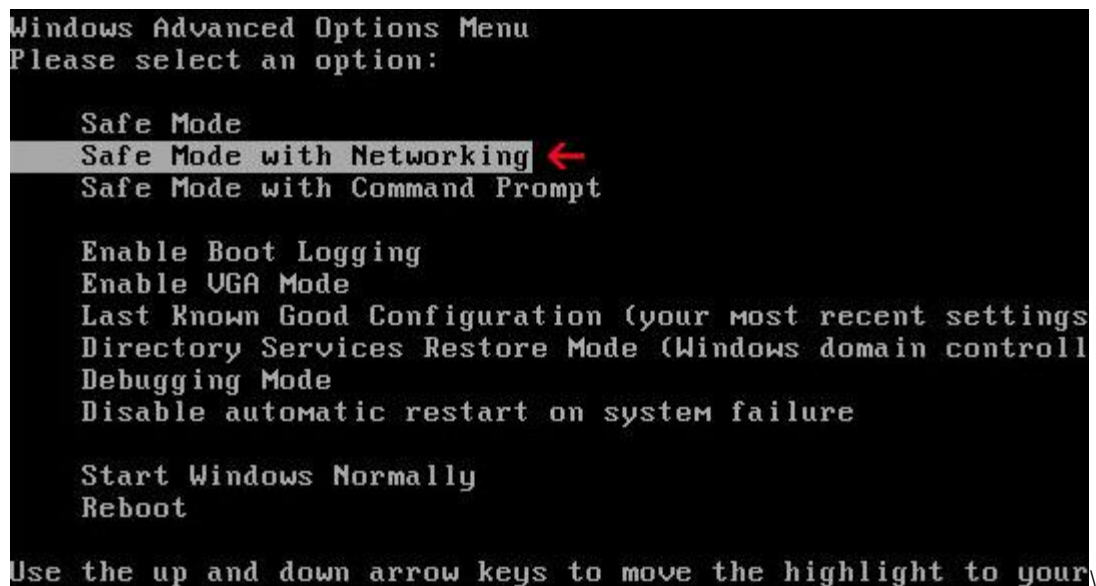 Windows Advanced Options Menu
Please select an option:
Safe Mode
Safe Mode with Networking
Safe Mode with Command Prompt
Enable Boot Logging
Enable VGA Mode
Last Known Good Configuration (your most recent settings
Directory Services Restore Mode (Windows domain controll
Debugging Mode
Disable automatic restart on system failure
Start Windows Normally
Reboot
Use the up and down arrow keys to move the highlight to your\